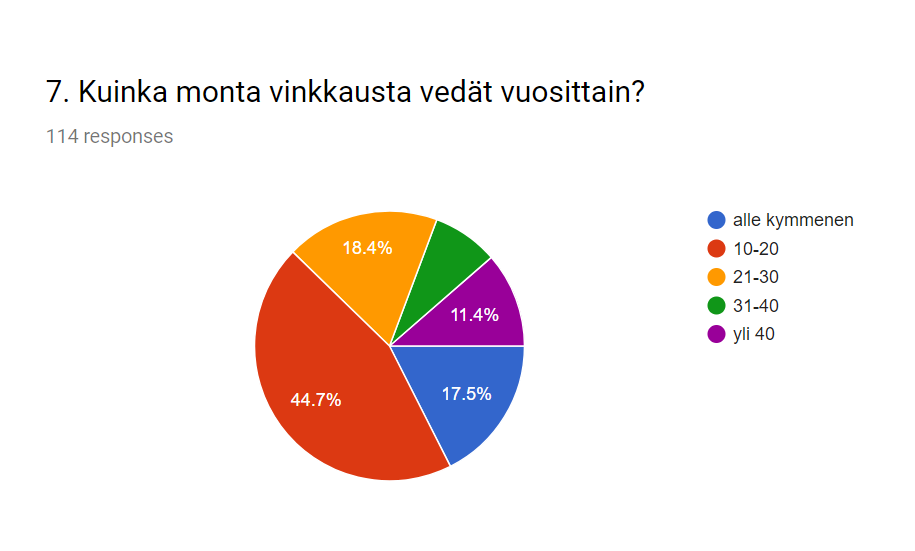 7. Kuinka monta vinkkausta vedät vuosittain?
114 responses
18.4%
11.4%
44.7%
17.5%
alle kymmenen
10-20
21-30
31-40
yli 40